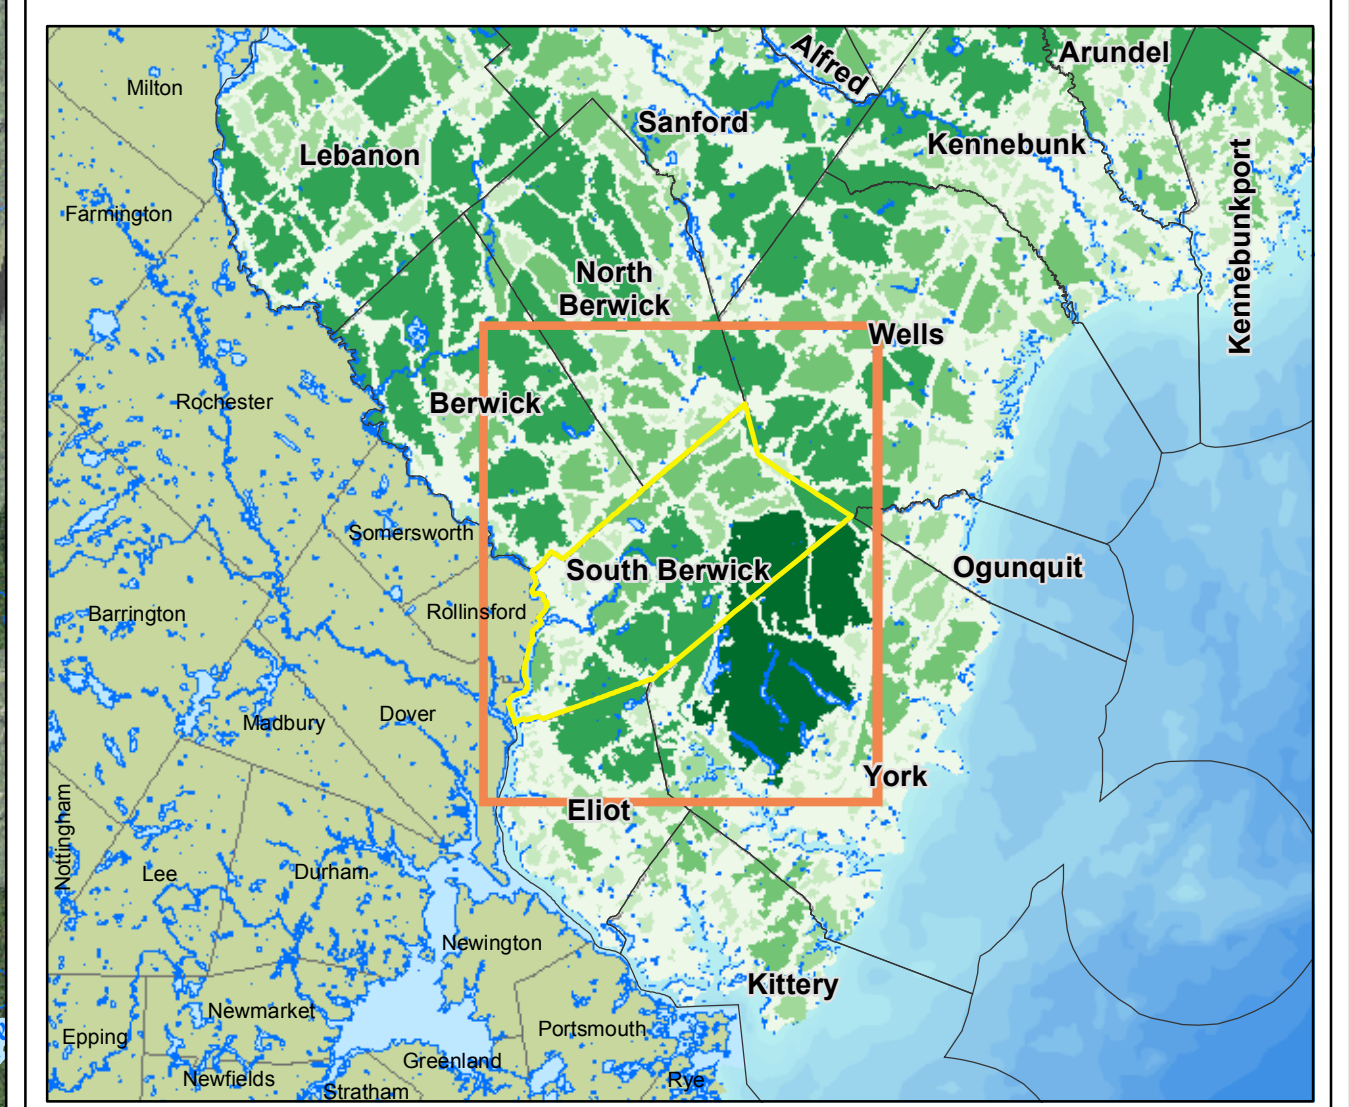 Arundel
Alfred
Milton
Sanford
Kennebunk
Lebanon
Farmington
Kennebunkport
North
Berwick
Wells
Rochester
Berwick
Somersworth
South Berwick
Ogunquit
Barrington
Rollinsford
Madbury
Dover
York
Eliot
Nottingham
Lee
Durham
Newington
Kittery
Newmarket
Portsmouth
Epping
Greenland
Newfields
Rye
Stratham